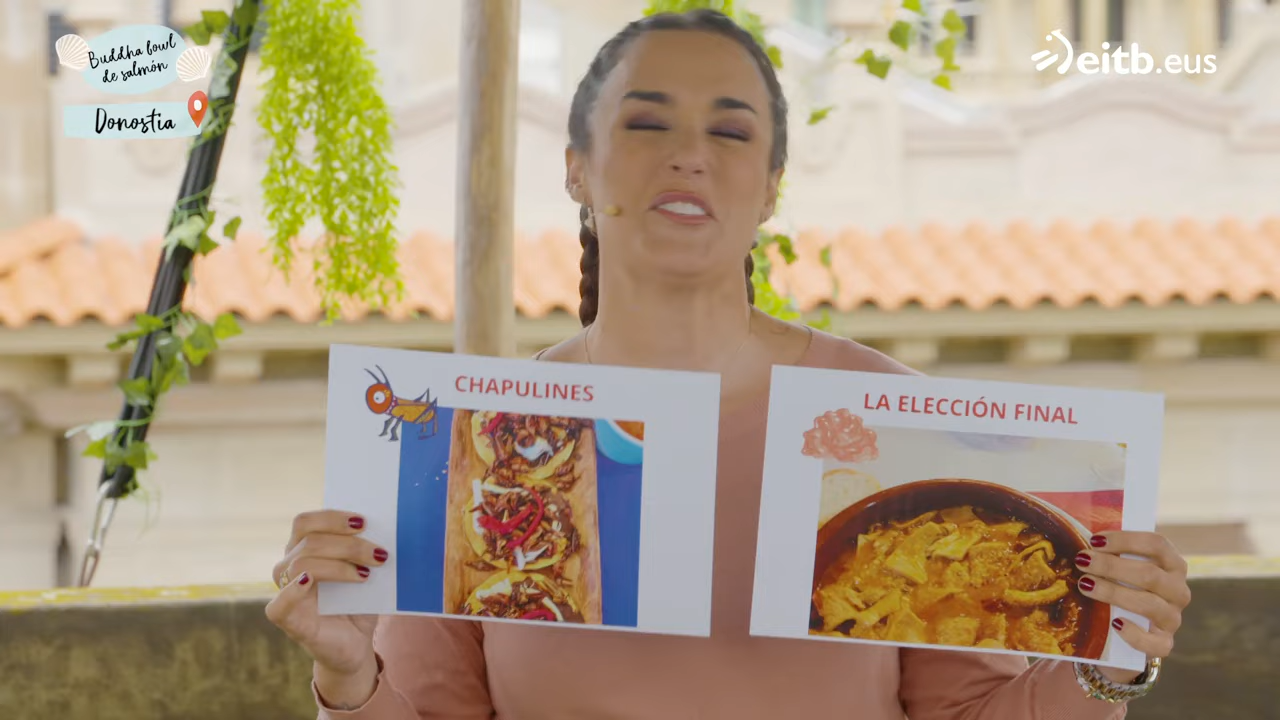 Buddha bowl
de salmón
Donostia
eitb.eus
CHAPULINES
LA ELECCIÓN FINAL